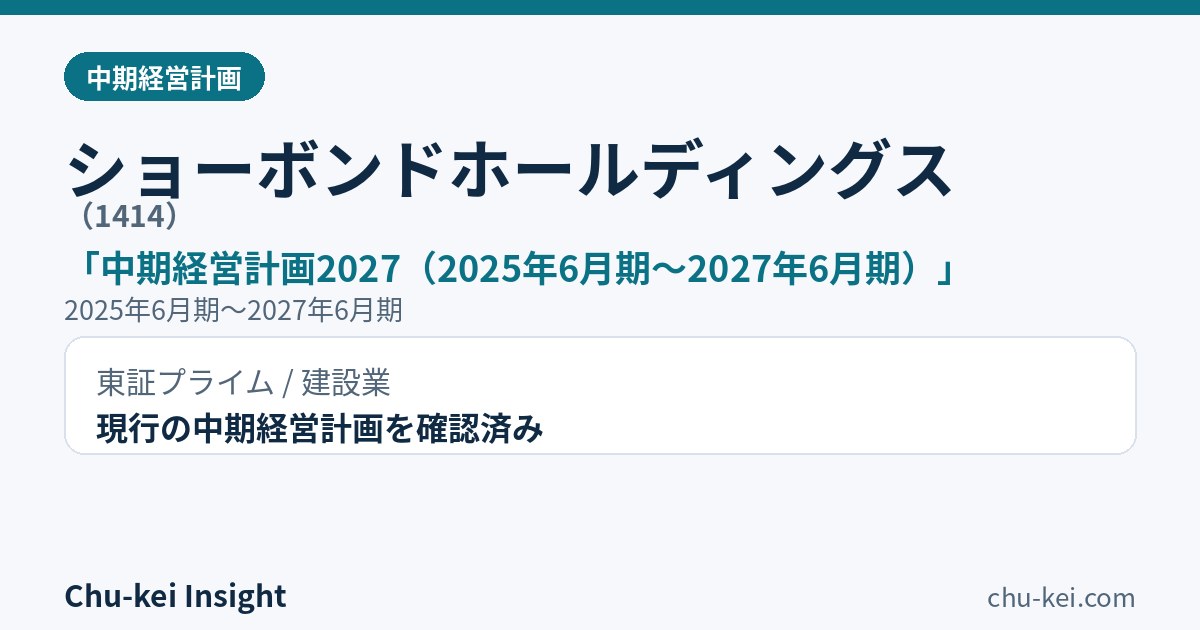 中期経営計画
ショーボンドホールディングス
（1414）
「中期経営計画2027（2025年6月期～2027年6月期）」
2025年6月期～2027年6月期
東証プライム / 建設業
現行の中期経営計画を確認済み
Chu-kei Insight
chu-kei.com